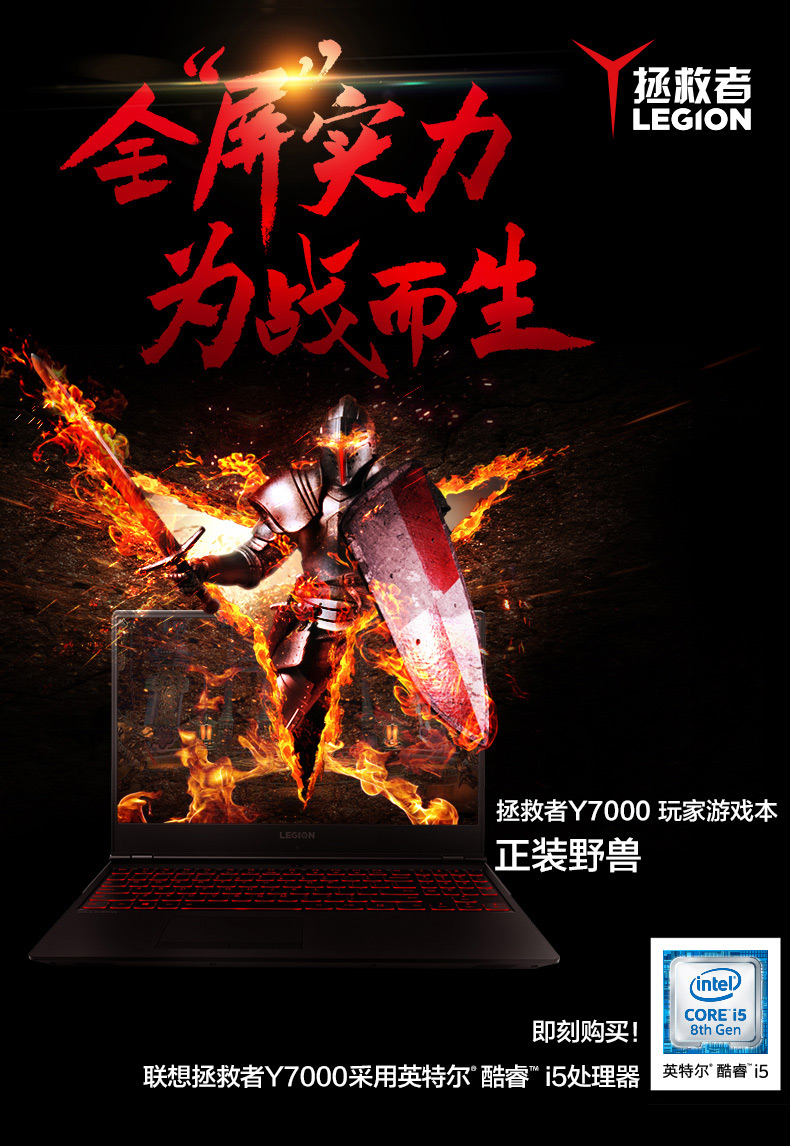 全“屏”实力
为战而生
拯救者
LEGION
LEGION
拯救者Y7000 玩家游戏本
正装野兽
intel®
CORE™ i5
8th Gen
英特尔® 酷睿™ i5
即刻购买！
联想拯救者Y7000采用英特尔® 酷睿™ i5处理器